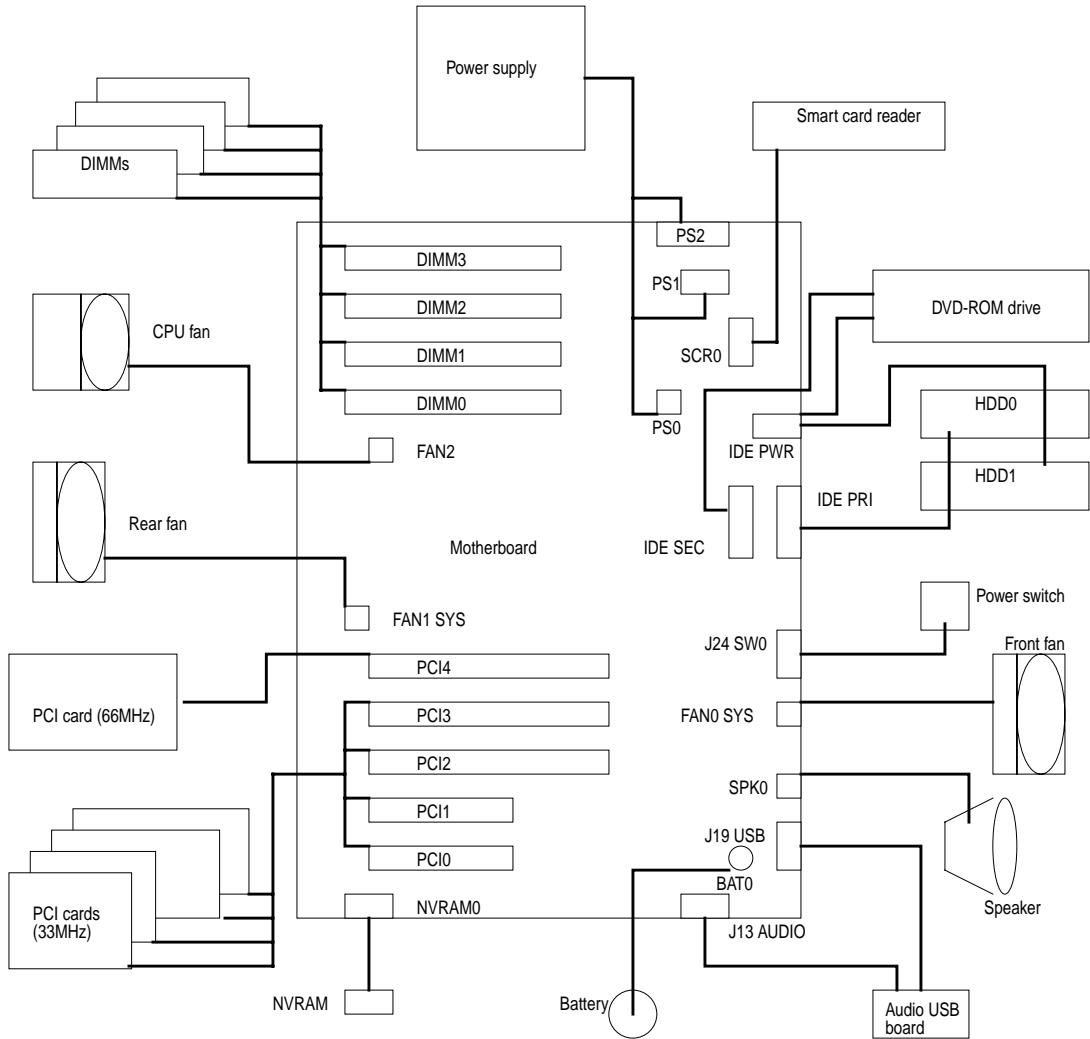 Power supply
Smart card reader
DIMMs
PS2
DIMM3
PS1
DIMM2
DVD-ROM drive
CPU fan
SCR0
DIMM1
DIMM0
HDD0
PS0
FAN2
IDE PWR
HDD1
IDE PRI
Rear fan
Motherboard
IDE SEC
Power switch
FAN1 SYS
J24 SW0
Front fan
PCI4
PCI card (66MHz)
PCI3
FAN0 SYS
PCI2
SPK0
PCI1
J19 USB
PCI0
BAT0
NVRAM0
Speaker
PCI cards
(33MHz)
J13 AUDIO
NVRAM
Battery
Audio USB
board